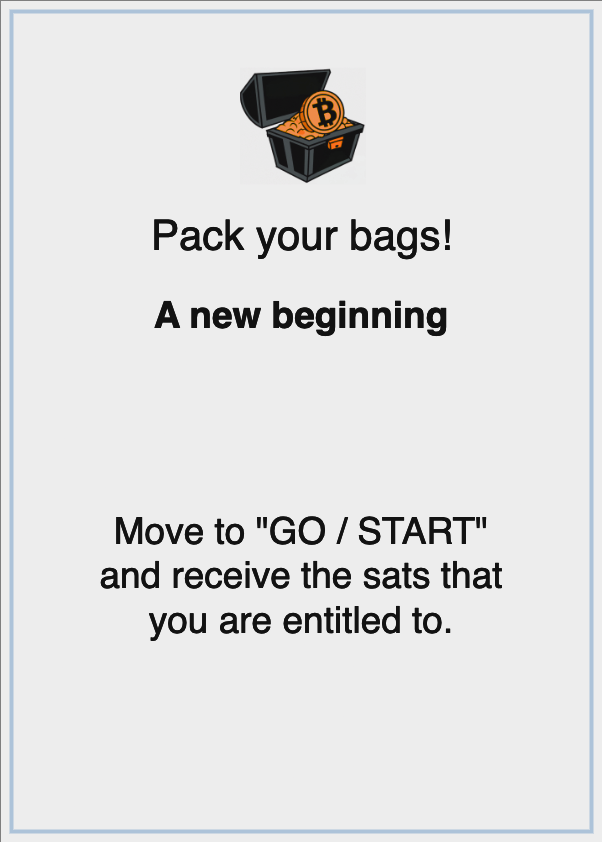 Pack your bags!
A new beginning
Move to "GO / START"
and receive the sats that
you are entitled to.